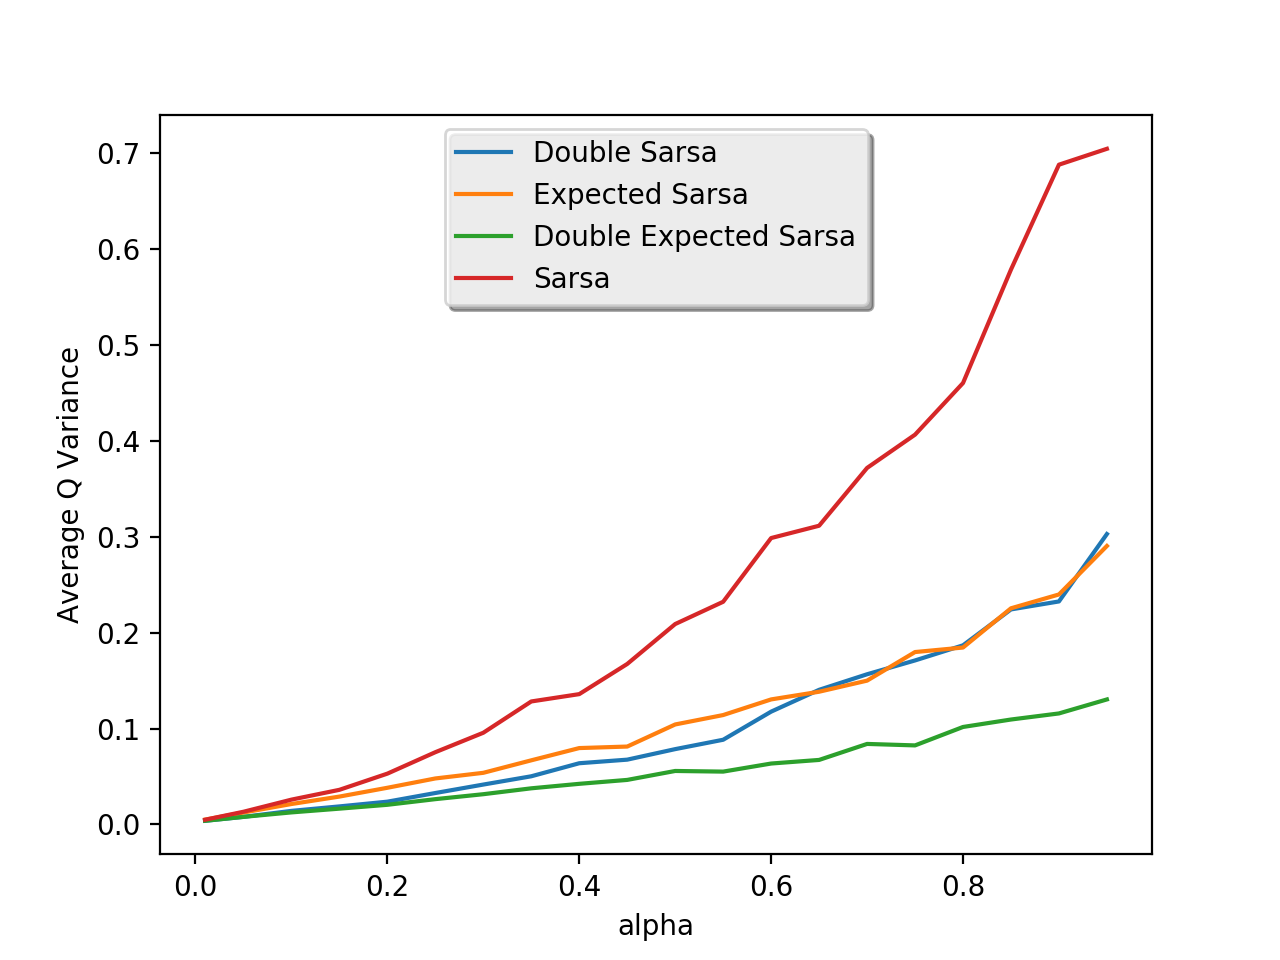 Double Sarsa
Expected Sarsa
Double Expected Sarsa
Sarsa
0.7
0.6
0.5
0.4
0.3
0.2
0.1
0.0
Average Q Variance
0.0 0.2 0.4 0.6 0.8
alpha